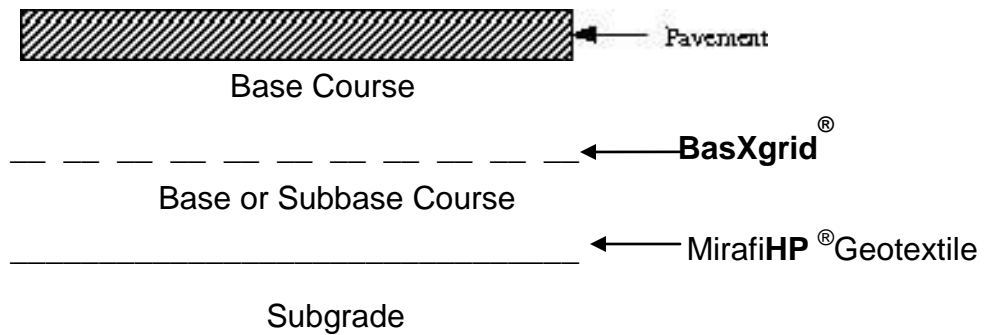 Pavement
Base Course
BasXgrid®
Base or Subbase Course
MirafiHP ®Geotextile
Subgrade